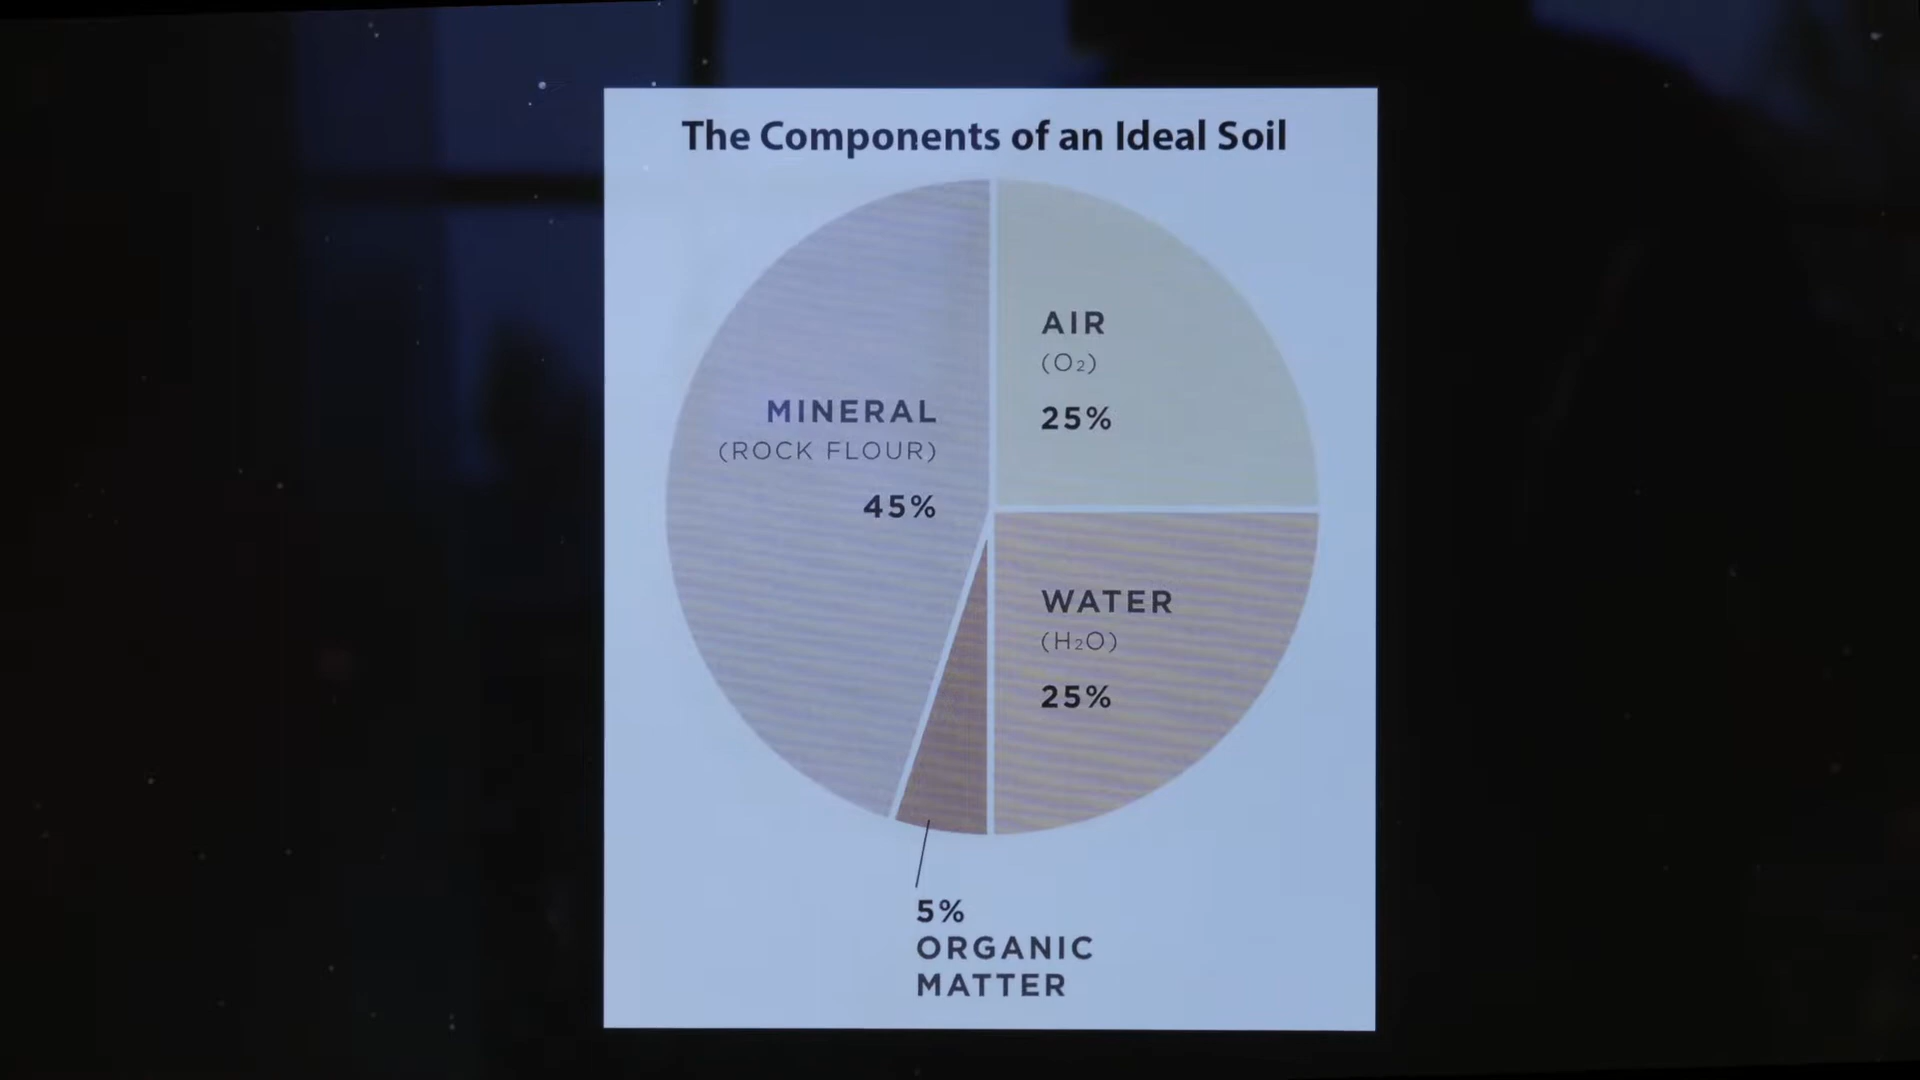 The Components of an Ideal Soil
MINERAL
(ROCK FLOUR)
45%
AIR
(O₂)
25%
WATER
(H₂O)
25%
5%
ORGANIC
MATTER